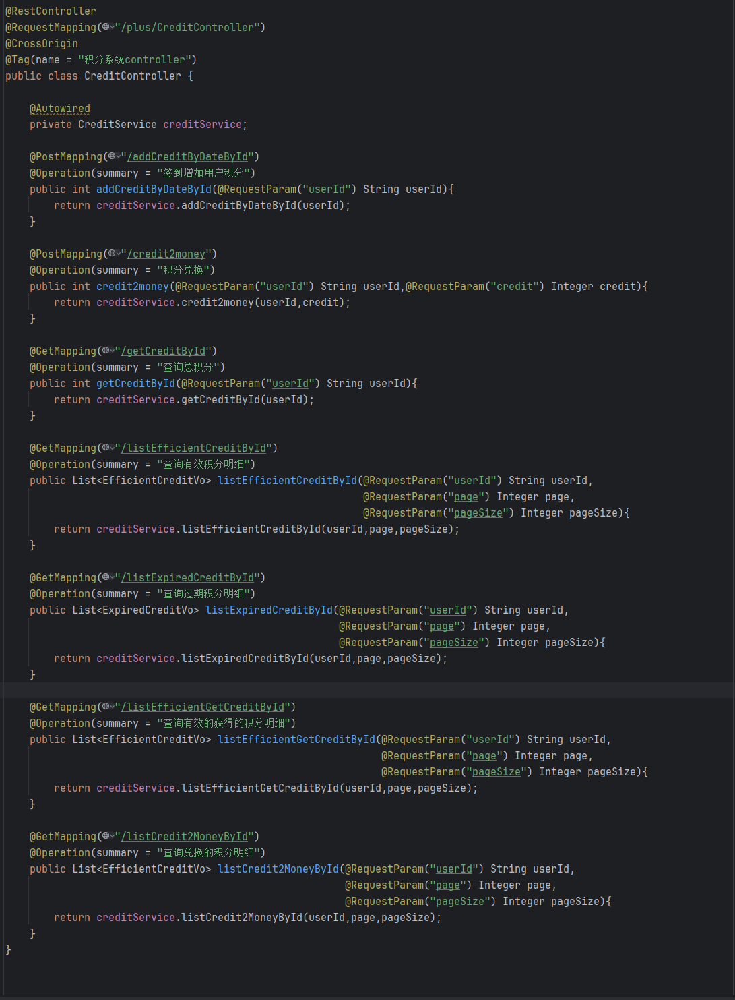 @RestController
@RequestMapping("/plus/CreditController")
@CrossOrigin
@Tag(name = "积分系统controller")
public class CreditController {
@Autowired
private CreditService creditService;
@PostMapping("/addCreditByDateById")
@Operation(summary = "签到增加用户积分")
public int addCreditByDateById(@RequestParam("userId") String userId){
return creditService.addCreditByDateById(userId);
}
@PostMapping("/credit2money")
@Operation(summary = "积分兑换")
public int credit2money(@RequestParam("userId") String userId,@RequestParam("credit") Integer credit){
return creditService.credit2money(userId,credit);
}
@GetMapping("/getCreditById")
@Operation(summary = "查询总积分")
public int getCreditById(@RequestParam("userId") String userId){
return creditService.getCreditById(userId);
}
@GetMapping("/listEfficientCreditById")
@Operation(summary = "查询有效积分明细")
public List<EfficientCreditVo> listEfficientCreditById(@RequestParam("userId") String userId,
@RequestParam("page") Integer page,
@RequestParam("pageSize") Integer pageSize){
return creditService.listEfficientCreditById(userId,page,pageSize);
}
@GetMapping("/listExpiredCreditById")
@Operation(summary = "查询过期积分明细")
public List<ExpiredCreditVo> listExpiredCreditById(@RequestParam("userId") String userId,
@RequestParam("page") Integer page,
@RequestParam("pageSize") Integer pageSize){
return creditService.listExpiredCreditById(userId,page,pageSize);
}
@GetMapping("/listEfficientGetCreditById")
@Operation(summary = "查询有效的获得的积分明细")
public List<EfficientCreditVo> listEfficientGetCreditById(@RequestParam("userId") String userId,
@RequestParam("page") Integer page,
@RequestParam("pageSize") Integer pageSize){
return creditService.listEfficientGetCreditById(userId,page,pageSize);
}
@GetMapping("/listCredit2MoneyById")
@Operation(summary = "查询兑换的积分明细")
public List<EfficientCreditVo> listCredit2MoneyById(@RequestParam("userId") String userId,
@RequestParam("page") Integer page,
@RequestParam("pageSize") Integer pageSize){
return creditService.listCredit2MoneyById(userId,page,pageSize);
}
}